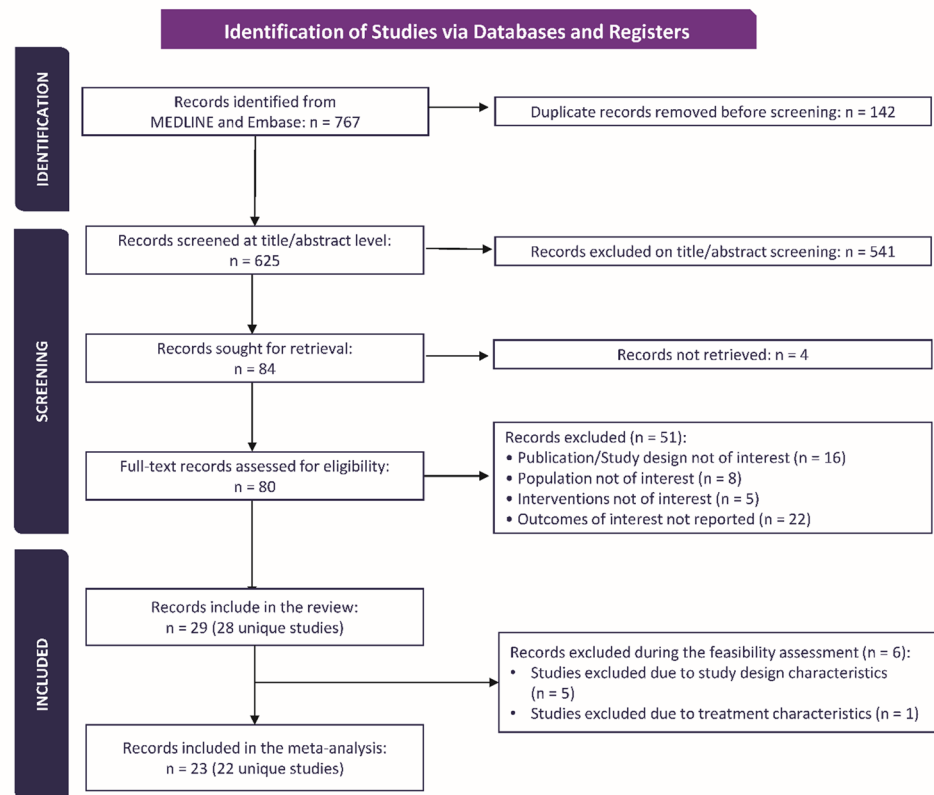 Identification of Studies via Databases and Registers
IDENTIFICATION
Records identified from
MEDLINE and Embase: n = 767
Duplicate records removed before screening: n = 142
SCREENING
Records screened at title/abstract level:
n = 625
Records excluded on title/abstract screening: n = 541
Records sought for retrieval:
n = 84
Records not retrieved: n = 4
Full-text records assessed for eligibility:
n = 80
Records excluded (n = 51):
• Publication/Study design not of interest (n = 16)
• Population not of interest (n = 8)
• Interventions not of interest (n = 5)
• Outcomes of interest not reported (n = 22)
INCLUDED
Records include in the review:
n = 29 (28 unique studies)
Records excluded during the feasibility assessment (n = 6):
• Studies excluded due to study design characteristics
(n = 5)
• Studies excluded due to treatment characteristics (n = 1)
Records included in the meta-analysis:
n = 23 (22 unique studies)